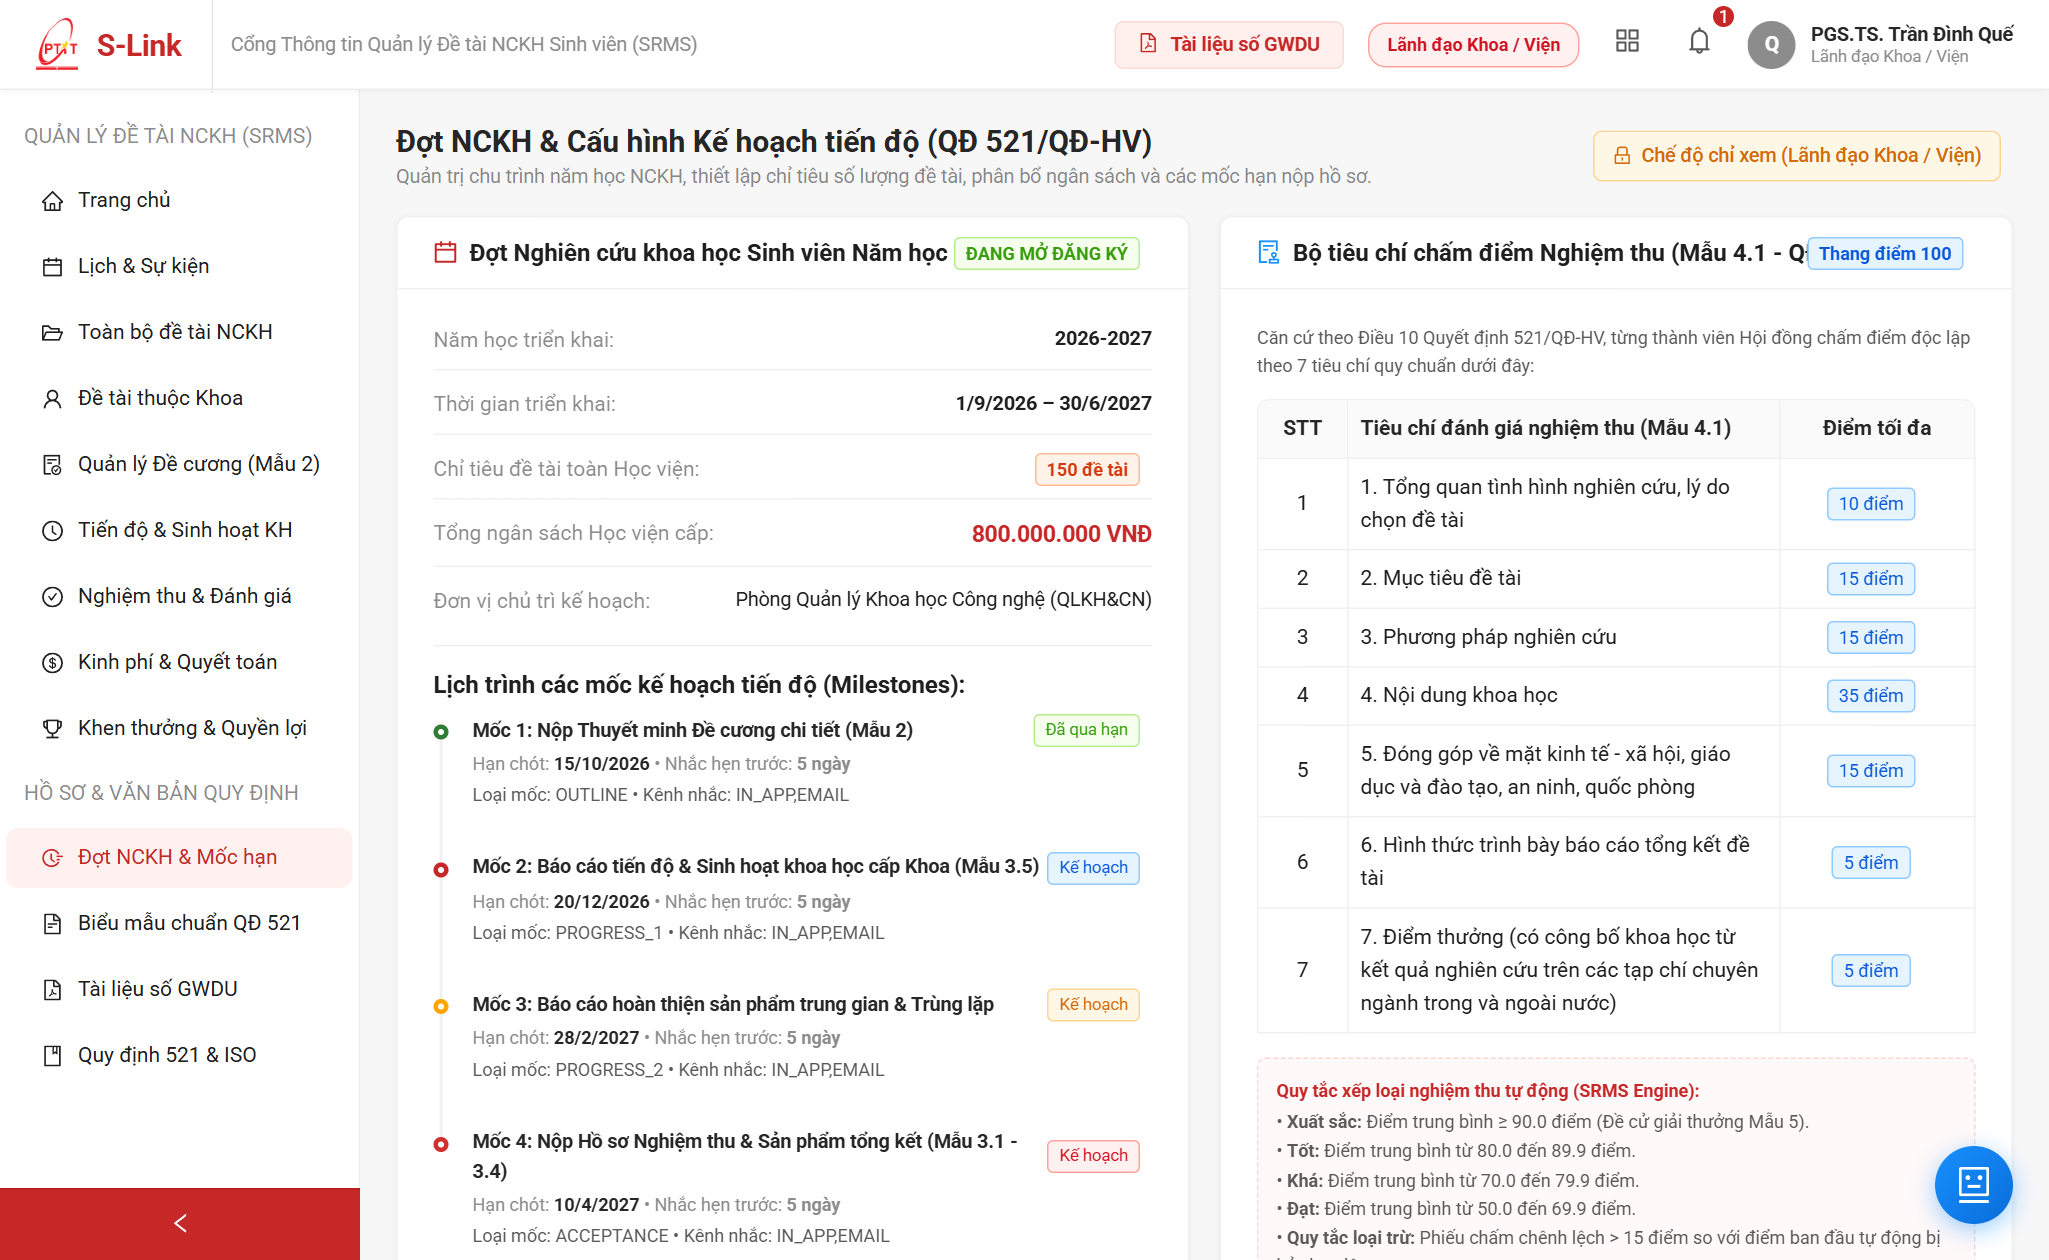 PTIT
S-Link
Cổng Thông tin Quản lý Đề tài NCKH Sinh viên (SRMS)
Tài liệu số GWDU
Lãnh đạo Khoa / Viện
1
Q
PGS.TS. Trần Đình Quế
Lãnh đạo Khoa / Viện
QUẢN LÝ ĐỀ TÀI NCKH (SRMS)
Trang chủ
Lịch & Sự kiện
Toàn bộ đề tài NCKH
Đề tài thuộc Khoa
Quản lý Đề cương (Mẫu 2)
Tiến độ & Sinh hoạt KH
Nghiệm thu & Đánh giá
Kinh phí & Quyết toán
Khen thưởng & Quyền lợi
HỒ SƠ & VĂN BẢN QUY ĐỊNH
Đợt NCKH & Mốc hạn
Biểu mẫu chuẩn QĐ 521
Tài liệu số GWDU
Quy định 521 & ISO
Đợt NCKH & Cấu hình Kế hoạch tiến độ (QĐ 521/QĐ-HV)
Quản trị chu trình năm học NCKH, thiết lập chỉ tiêu số lượng đề tài, phân bổ ngân sách và các mốc hạn nộp hồ sơ.
Chế độ chỉ xem (Lãnh đạo Khoa / Viện)
Đợt Nghiên cứu khoa học Sinh viên Năm học
ĐANG MỞ ĐĂNG KÝ
Năm học triển khai:
2026-2027
Thời gian triển khai:
1/9/2026 – 30/6/2027
Chỉ tiêu đề tài toàn Học viện:
150 đề tài
Tổng ngân sách Học viện cấp:
800.000.000 VNĐ
Đơn vị chủ trì kế hoạch:
Phòng Quản lý Khoa học Công nghệ (QLKH&CN)
Lịch trình các mốc kế hoạch tiến độ (Milestones):
Mốc 1: Nộp Thuyết minh Đề cương chi tiết (Mẫu 2)
Đã qua hạn
Hạn chót: 15/10/2026 • Nhắc hẹn trước: 5 ngày
Loại mốc: OUTLINE • Kênh nhắc: IN_APP,EMAIL
Mốc 2: Báo cáo tiến độ & Sinh hoạt khoa học cấp Khoa (Mẫu 3.5)
Kế hoạch
Hạn chót: 20/12/2026 • Nhắc hẹn trước: 5 ngày
Loại mốc: PROGRESS_1 • Kênh nhắc: IN_APP,EMAIL
Mốc 3: Báo cáo hoàn thiện sản phẩm trung gian & Trùng lặp
Kế hoạch
Hạn chót: 28/2/2027 • Nhắc hẹn trước: 5 ngày
Loại mốc: PROGRESS_2 • Kênh nhắc: IN_APP,EMAIL
Mốc 4: Nộp Hồ sơ Nghiệm thu & Sản phẩm tổng kết (Mẫu 3.1 -
3.4)
Kế hoạch
Hạn chót: 10/4/2027 • Nhắc hẹn trước: 5 ngày
Loại mốc: ACCEPTANCE • Kênh nhắc: IN_APP,EMAIL
Bộ tiêu chí chấm điểm Nghiệm thu (Mẫu 4.1 -
Thang điểm 100
Căn cứ theo Điều 10 Quyết định 521/QĐ-HV, từng thành viên Hội đồng chấm điểm độc lập
theo 7 tiêu chí quy chuẩn dưới đây:
STT
Tiêu chí đánh giá nghiệm thu (Mẫu 4.1)
Điểm tối đa
1
1. Tổng quan tình hình nghiên cứu, lý do
chọn đề tài
10 điểm
2
2. Mục tiêu đề tài
15 điểm
3
3. Phương pháp nghiên cứu
15 điểm
4
4. Nội dung khoa học
35 điểm
5
5. Đóng góp về mặt kinh tế - xã hội, giáo
dục và đào tạo, an ninh, quốc phòng
15 điểm
6
6. Hình thức trình bày báo cáo tổng kết đề
tài
5 điểm
7
7. Điểm thưởng (có công bố khoa học từ
kết quả nghiên cứu trên các tạp chí chuyên
ngành trong và ngoài nước)
5 điểm
Quy tắc xếp loại nghiệm thu tự động (SRMS Engine):
• Xuất sắc: Điểm trung bình ≥ 90.0 điểm (Đề cử giải thưởng Mẫu 5).
• Tốt: Điểm trung bình từ 80.0 đến 89.9 điểm.
• Khá: Điểm trung bình từ 70.0 đến 79.9 điểm.
• Đạt: Điểm trung bình từ 50.0 đến 69.9 điểm.
• Quy tắc loại trừ: Phiếu chấm chênh lệch > 15 điểm so với điểm ban đầu tự động bị